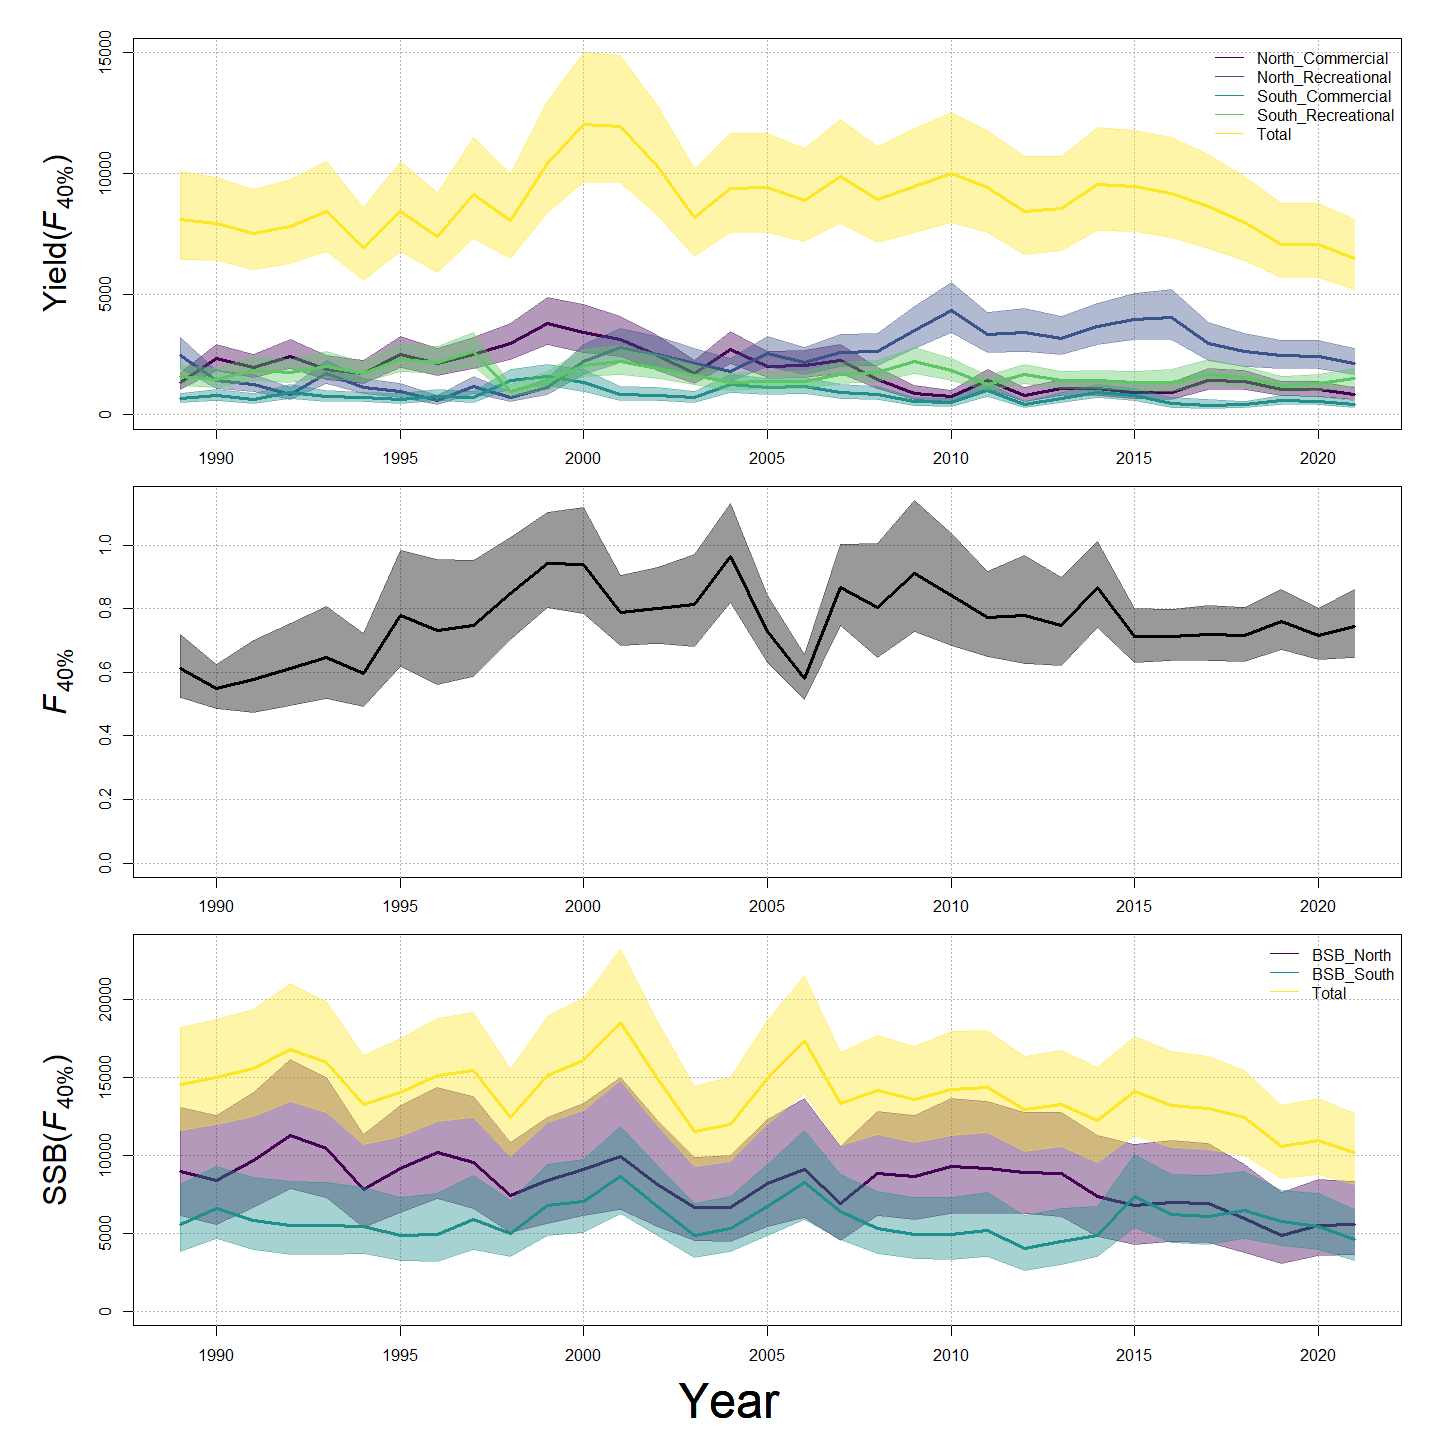 Yield(F40%)
15000
10000
5000
0
North_Commercial
North_Recreational
South_Commercial
South_Recreational
Total
1990 1995 2000 2005 2010 2015 2020
F40%
1.0
0.8
0.6
0.4
0.2
0.0
1990 1995 2000 2005 2010 2015 2020
SSB(F40%)
20000
15000
10000
5000
0
BSB_North
BSB_South
Total
1990 1995 2000 2005 2010 2015 2020
Year